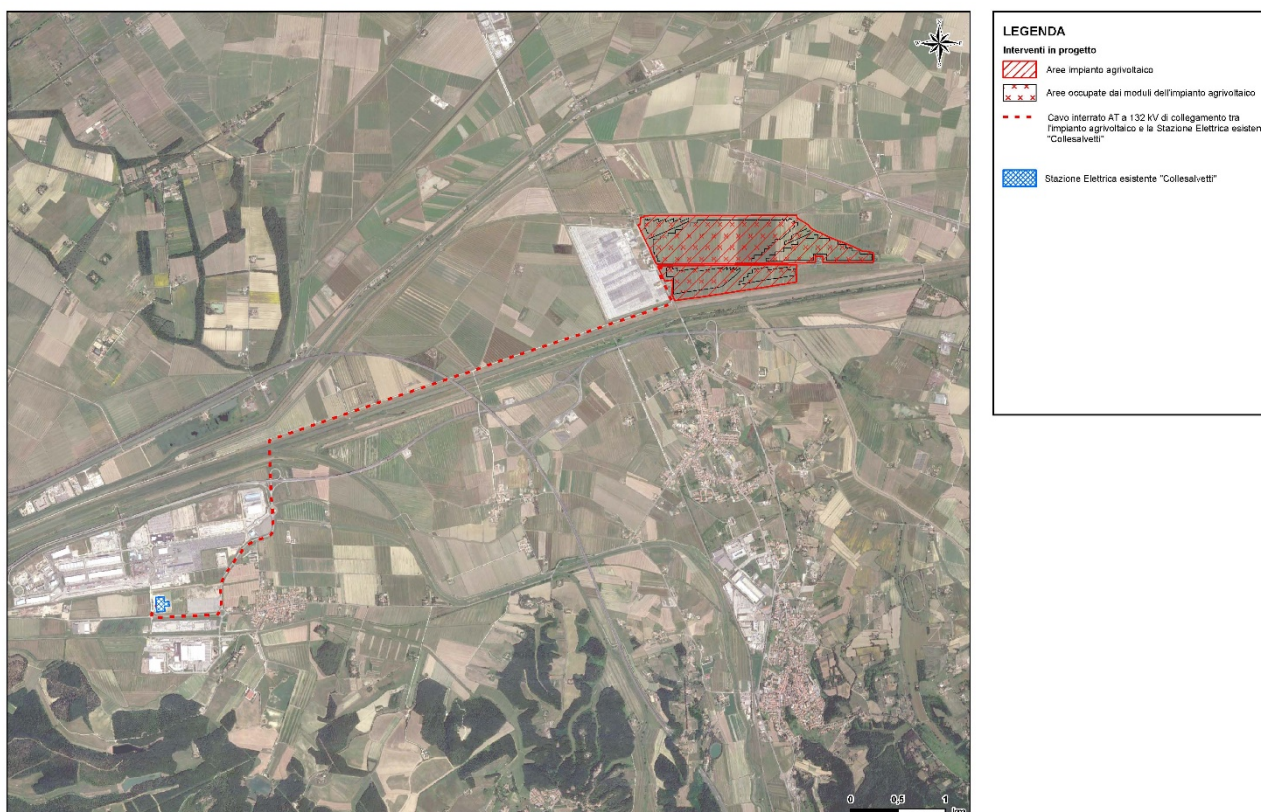 LEGENDA
Interventi in progetto
Aree impianto agrivoltaico
Aree occupate dai moduli dell'impianto agrivoltaico
Cavo interrato AT a 132 kV di collegamento tra
l'impianto agrivoltaico e la Stazione Elettrica esisten
"Collesalvetti"
Stazione Elettrica esistente "Collesalvetti"
0 0,5 1
km